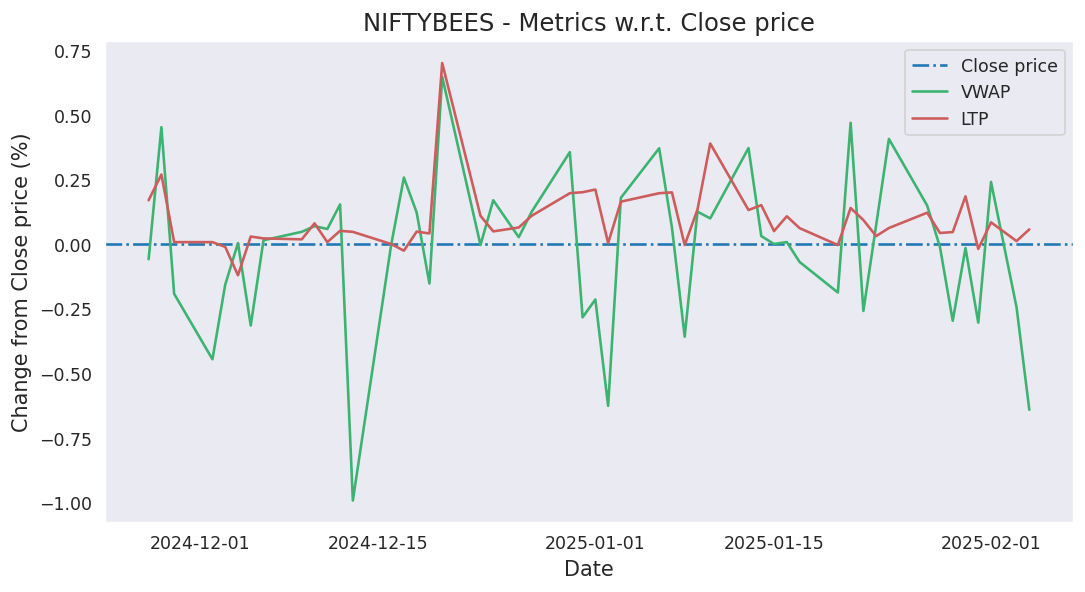 NIFTYBEES - Metrics w.r.t. Close price
Change from Close price (%)
0.75
0.50
0.25
0.00
−0.25
−0.50
−0.75
−1.00
Close price
VWAP
LTP
2024-12-01
2024-12-15
2025-01-01
2025-01-15
2025-02-01
Date